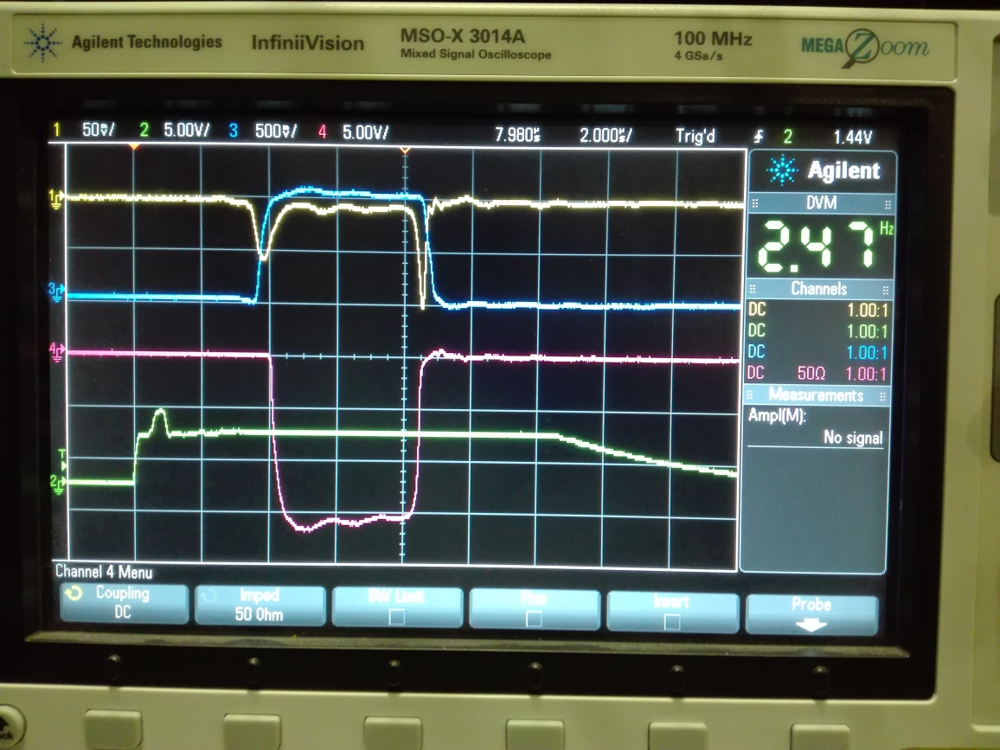 Agilent Technologies InfiniiVision MSO-X 3014A 100 MHz MEGA Zoom
Mixed Signal Oscilloscope 4 GSa/s
1 50mV/ 2 5.00V/ 3 500mV/ 4 5.00V/ 7.980us 2.000us/ Trig'd 2 1.44V
Agilent
DVM
2.47 Hz
Channels
DC 1.00:1
DC 1.00:1
DC 1.00:1
DC 50Ω 1.00:1
Measurements
Ampl(M):
No signal
1
3
4
T
2
Channel 4 Menu
Coupling
DC
Imped
50 Ohm
BW Limit
Fine
Invert
Probe